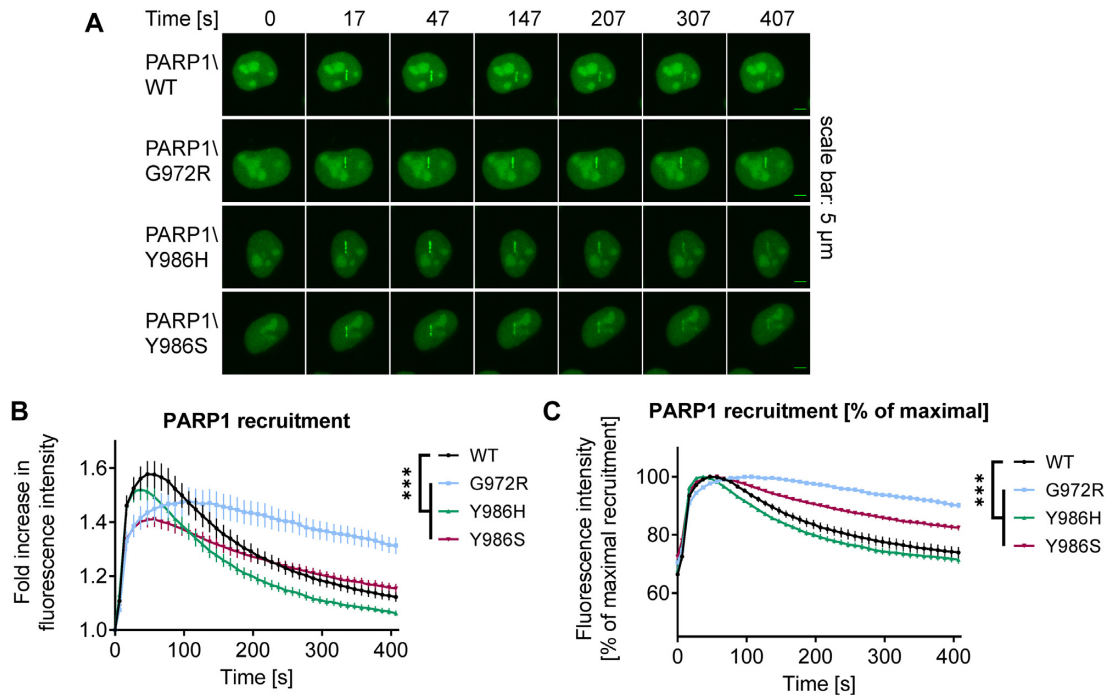 A
Time [s] 0 17 47 147 207 307 407
PARP1\
WT
PARP1\
G972R
PARP1\
Y986H
PARP1\
Y986S
scale bar: 5 µm
B
PARP1 recruitment
Fold increase in
fluorescence intensity
1.6
1.4
1.2
1.0
0 100 200 300 400
Time [s]
***
WT
G972R
Y986H
Y986S
C
PARP1 recruitment [% of maximal]
Fluorescence intensity
[% of maximal recruitment]
100
80
60
0 100 200 300 400
Time [s]
***
WT
G972R
Y986H
Y986S